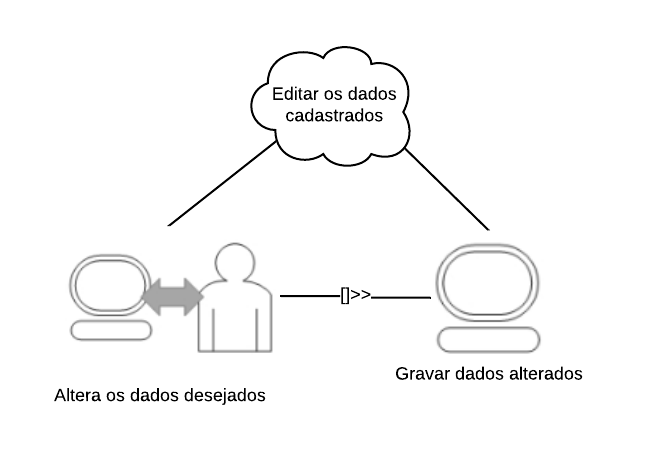 Editar os dados
cadastrados
[]>>
Gravar dados alterados
Altera os dados desejados